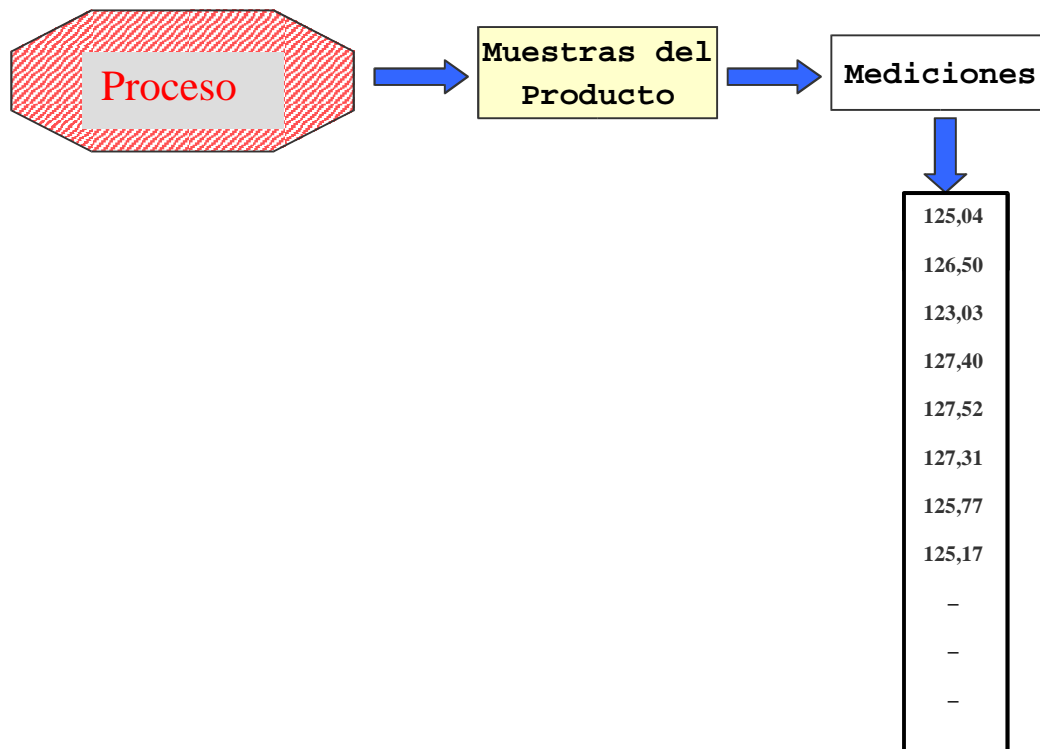 Proceso
Muestras del
Producto
Mediciones
125,04
126,50
123,03
127,40
127,52
127,31
125,77
125,17
–
–
–